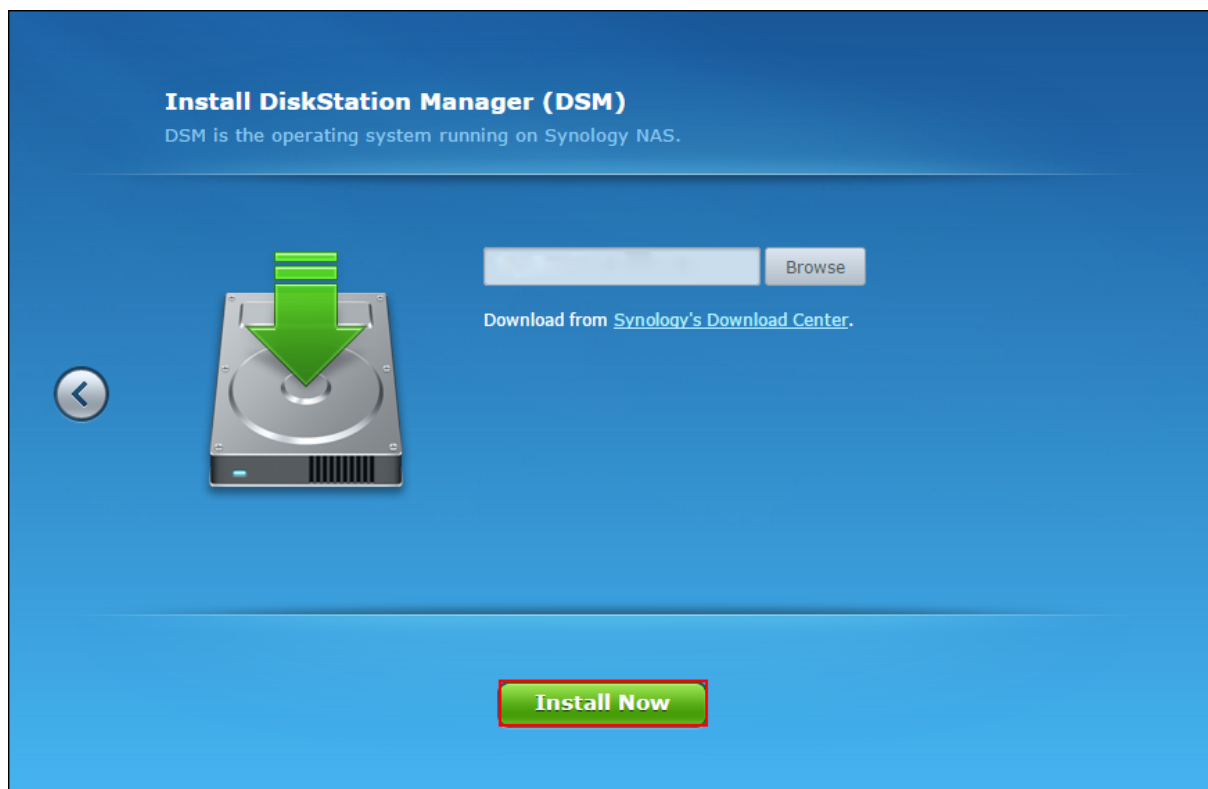 Install DiskStation Manager (DSM)
DSM is the operating system running on Synology NAS.
Browse
Download from Synology's Download Center.
Install Now